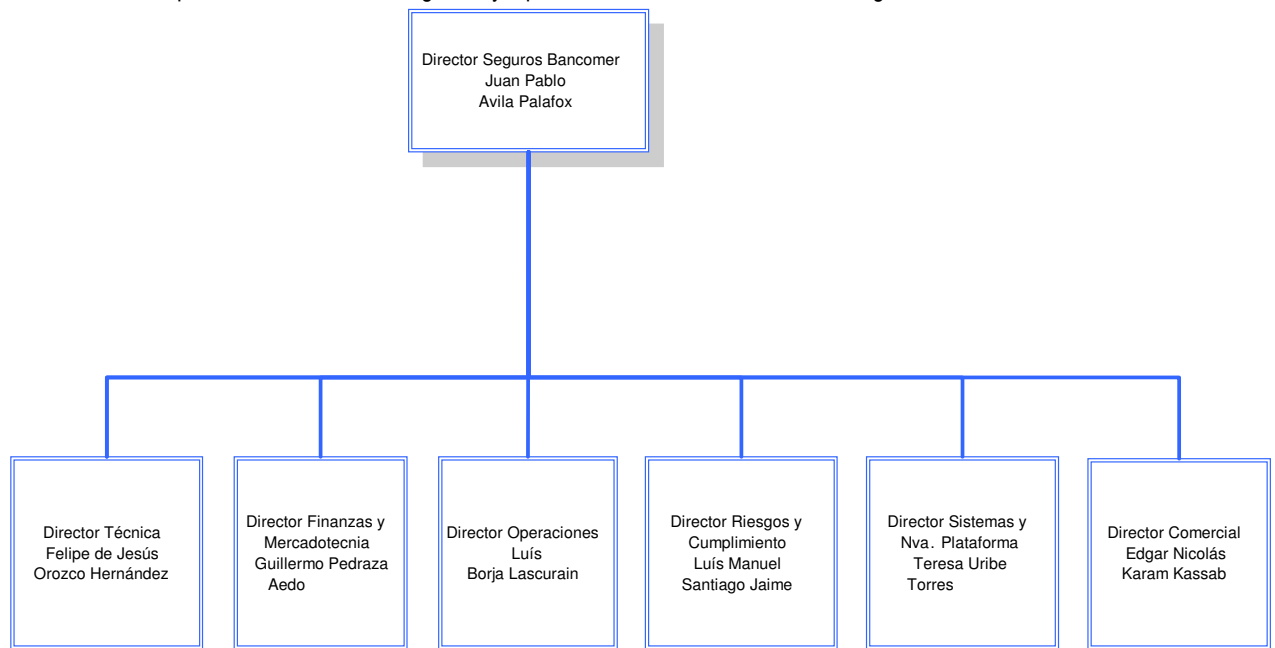 Director Seguros Bancomer
Juan Pablo
Avila Palafox
Director Técnica
Felipe de Jesús
Orozco Hernández
Director Finanzas y
Mercadotecnia
Guillermo Pedraza
Aedo
Director Operaciones
Luís
Borja Lascurain
Director Riesgos y
Cumplimiento
Luís Manuel
Santiago Jaime
Director Sistemas y
Nva. Plataforma
Teresa Uribe
Torres
Director Comercial
Edgar Nicolás
Karam Kassab